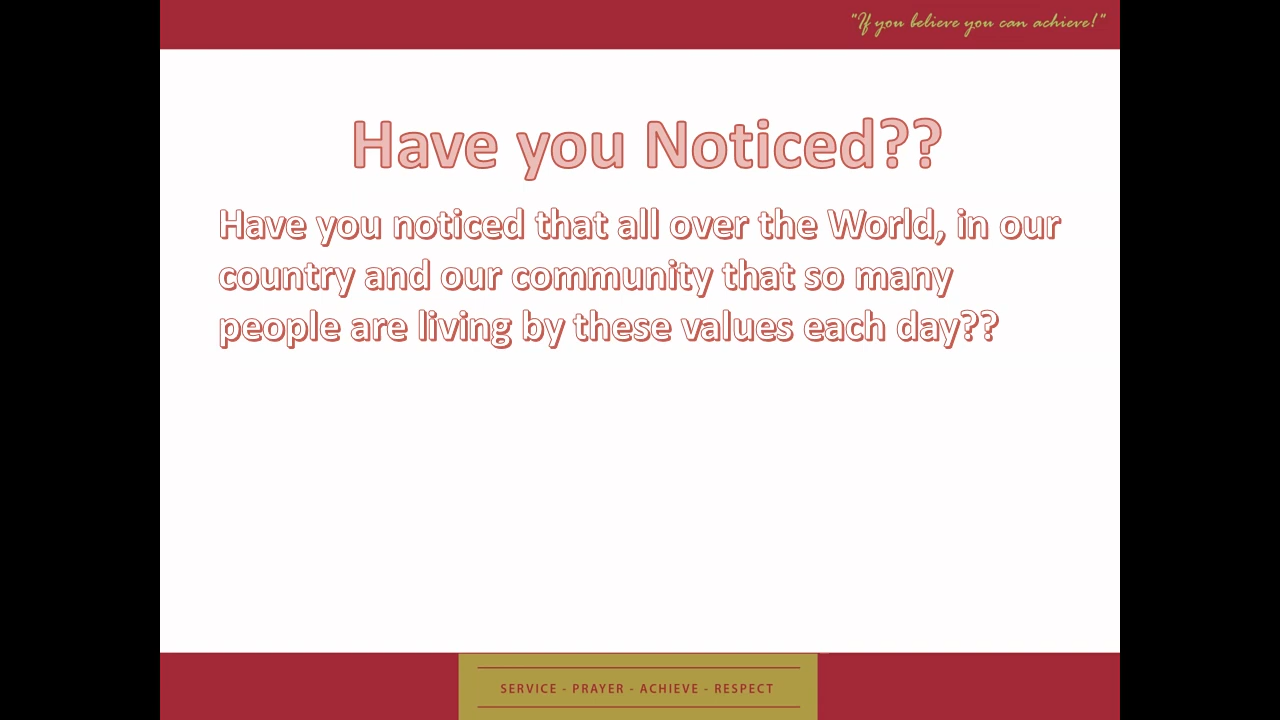 "If you believe you can achieve!"
Have you Noticed??
Have you noticed that all over the World, in our
country and our community that so many
people are living by these values each day??
SERVICE - PRAYER - ACHIEVE - RESPECT